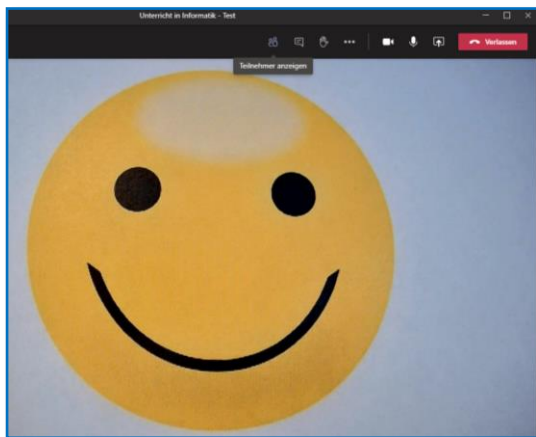 Unterricht in Informatik - Test
Verlassen
Teilnehmer anzeigen